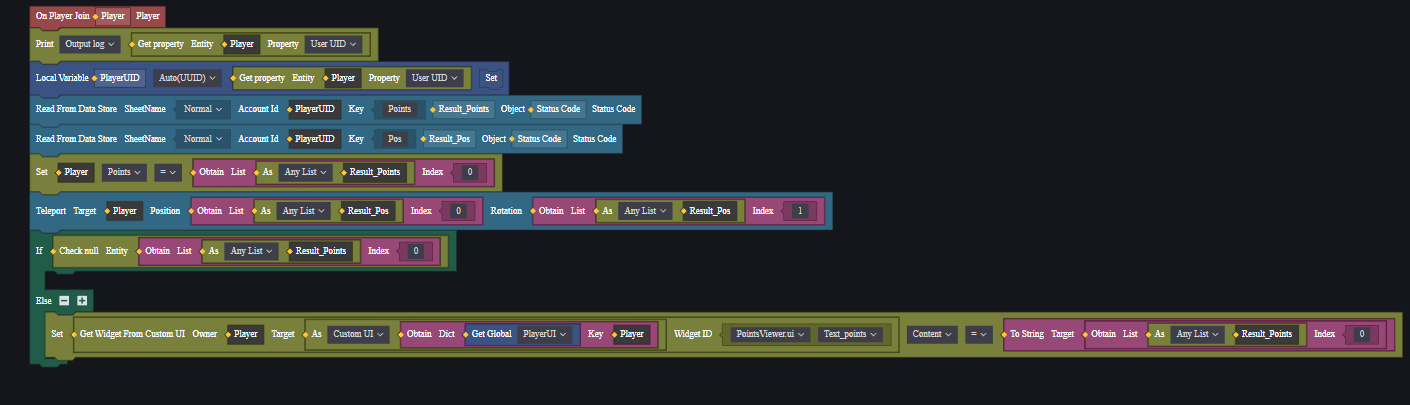 On Player Join Player Player
Print Output log Get property Entity Player Property User UID
Local Variable PlayerUID Auto(UUID) Get property Entity Player Property User UID Set
Read From Data Store SheetName Normal Account Id PlayerUID Key Points Result_Points Object Status Code Status Code
Read From Data Store SheetName Normal Account Id PlayerUID Key Pos Result_Pos Object Status Code Status Code
Set Player Points = Obtain List As Any List Result_Points Index 0
Teleport Target Player Position Obtain List As Any List Result_Pos Index 0 Rotation Obtain List As Any List Result_Pos Index 1
If Check null Entity Obtain List As Any List Result_Points Index 0
Else
Set Get Widget From Custom UI Owner Player Target As Custom UI Obtain Dict Get Global PlayerUI Key Player Widget ID PointsViewer.ui Text_points Content = To String Target Obtain List As Any List Result_Points Index 0